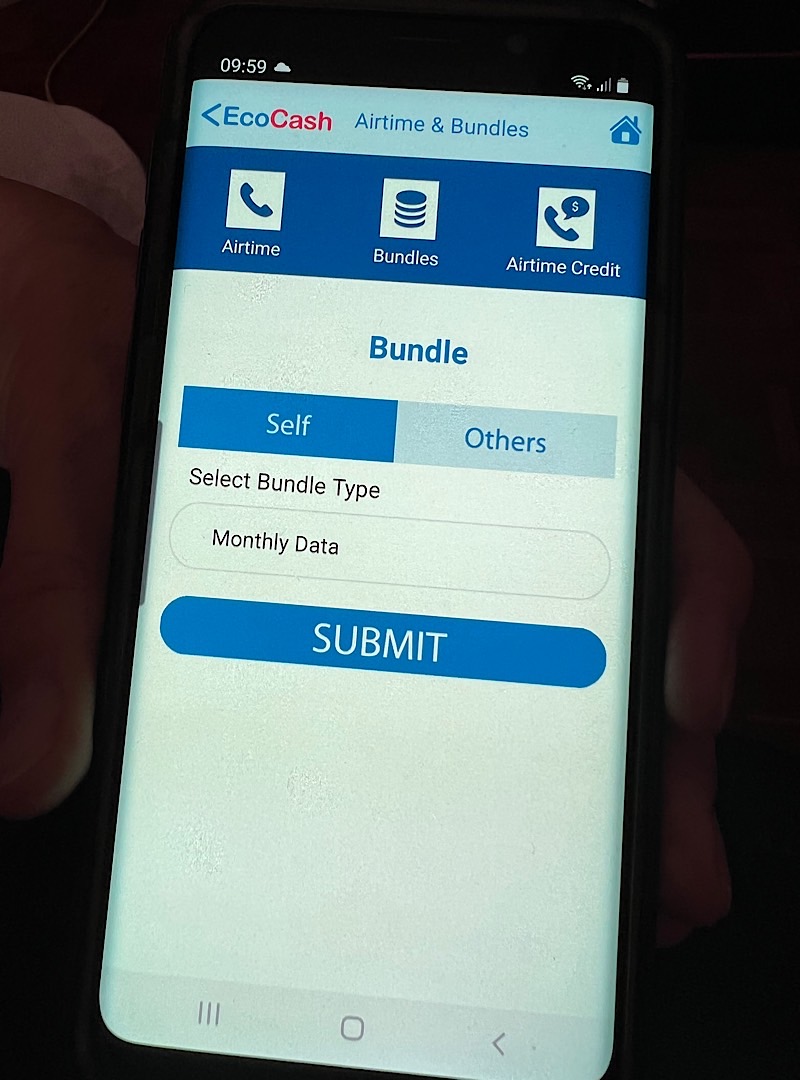 09:59
EcoCash Airtime & Bundles
Airtime Bundles Airtime Credit
$
Bundle
Self Others
Select Bundle Type
Monthly Data
SUBMIT